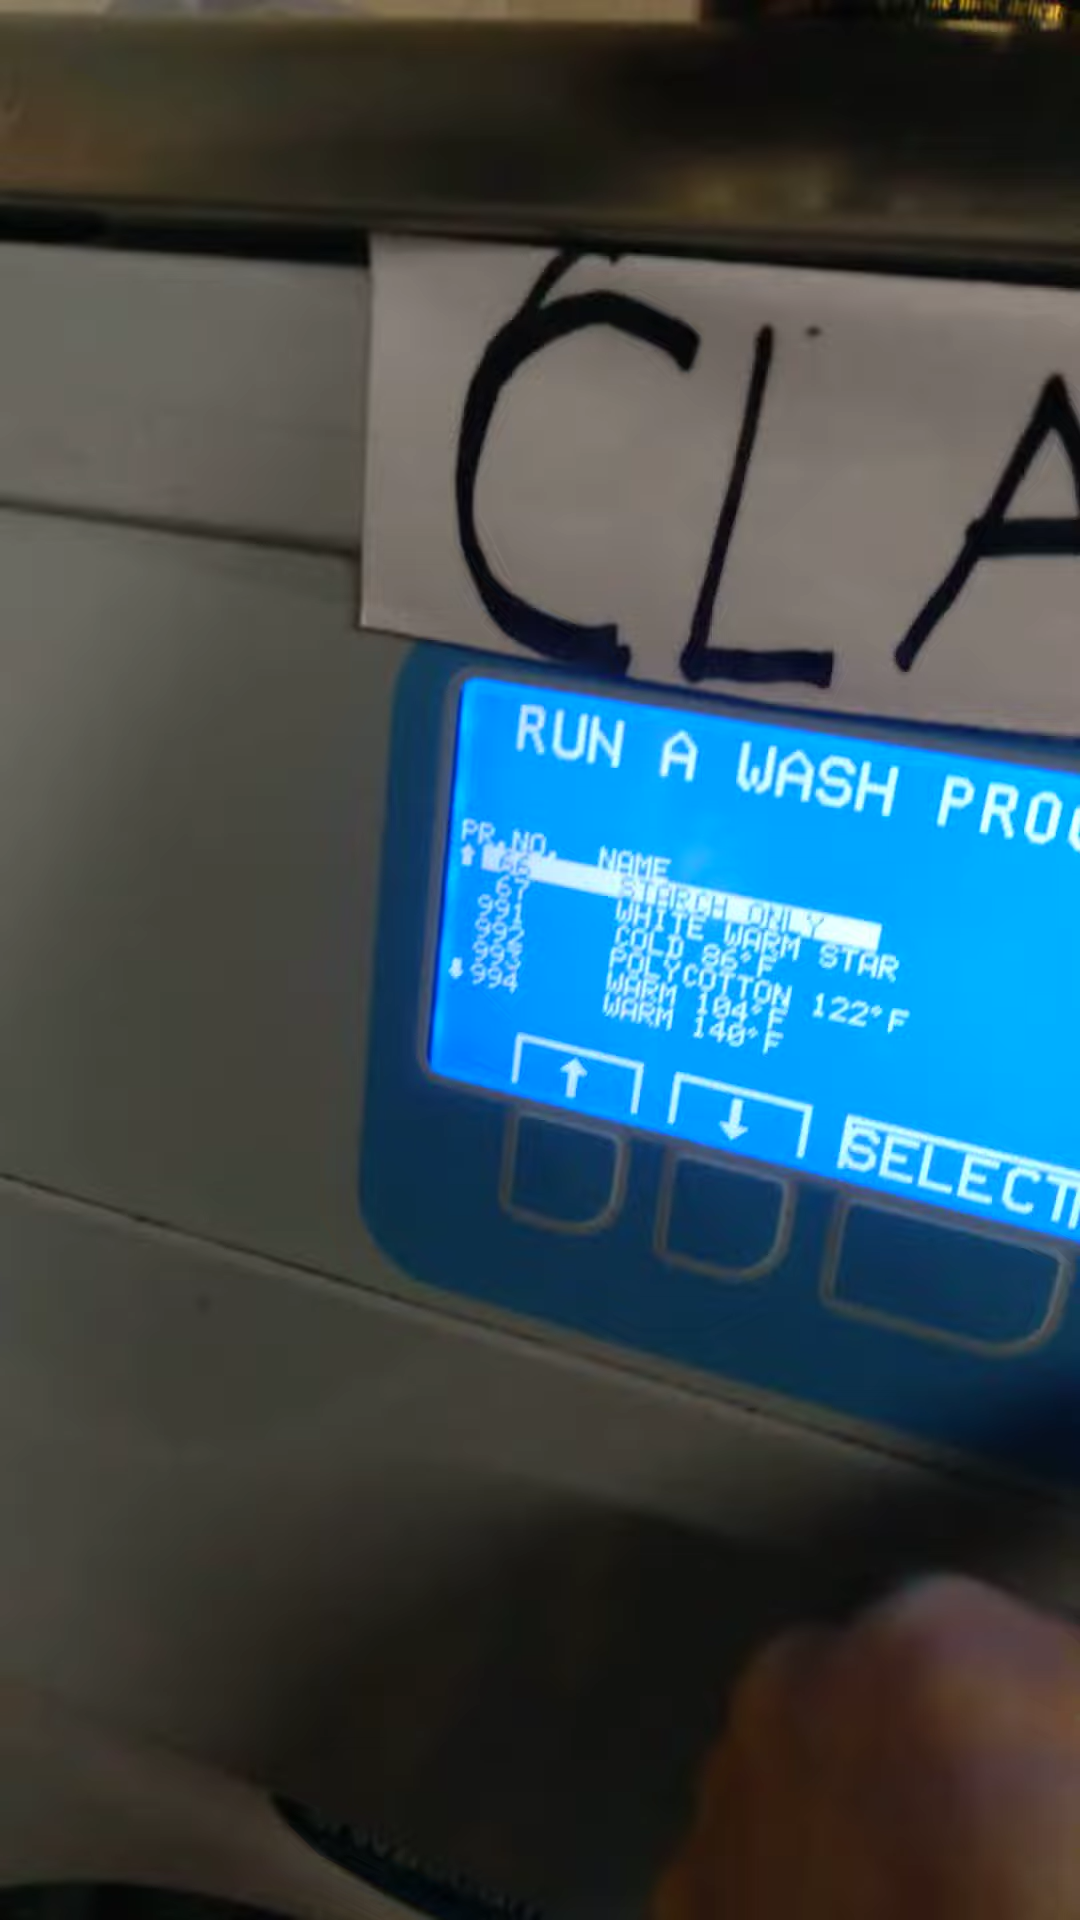 CLA
RUN A WASH PROG
PR.NO. NAME
66 STARCH ONLY
67 WHITE WARM STAR
991 COLD 86°F
992 POLYCOTTON 122°F
993 WARM 104°F
994 WARM 140°F
SELECT